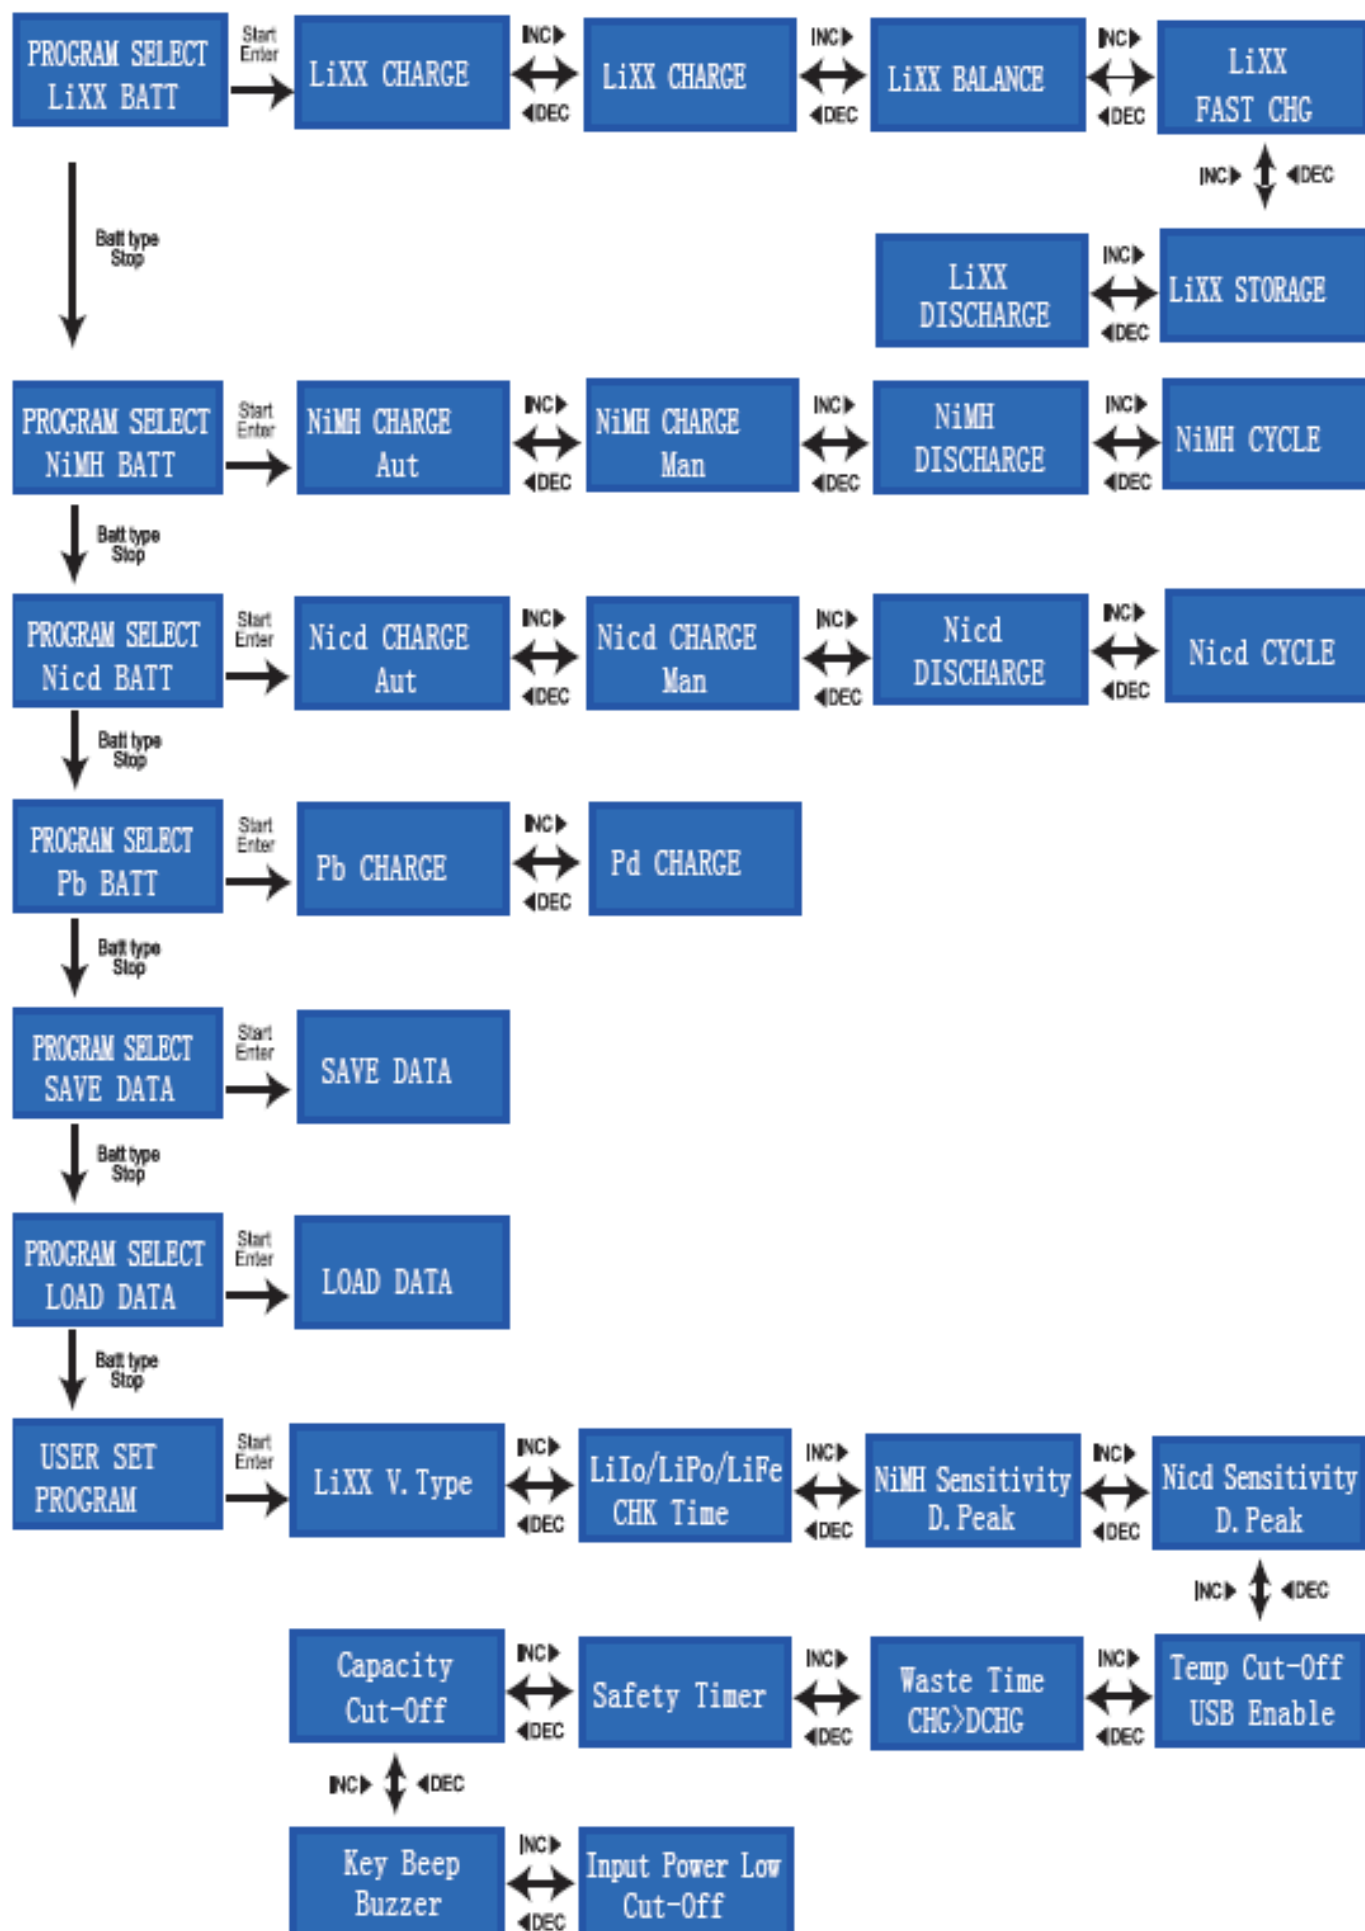 PROGRAM SELECT
LiXX BATT
Start
Enter
LiXX CHARGE
INC▶
◀DEC
LiXX CHARGE
INC▶
◀DEC
LiXX BALANCE
INC▶
◀DEC
LiXX
FAST CHG
INC▶ ◀DEC
Batt type
Stop
LiXX
DISCHARGE
INC▶
◀DEC
LiXX STORAGE
PROGRAM SELECT
NiMH BATT
Start
Enter
NiMH CHARGE
Aut
INC▶
◀DEC
NiMH CHARGE
Man
INC▶
◀DEC
NiMH
DISCHARGE
INC▶
◀DEC
NiMH CYCLE
Batt type
Stop
PROGRAM SELECT
Nicd BATT
Start
Enter
Nicd CHARGE
Aut
INC▶
◀DEC
Nicd CHARGE
Man
INC▶
◀DEC
Nicd
DISCHARGE
INC▶
◀DEC
Nicd CYCLE
Batt type
Stop
PROGRAM SELECT
Pb BATT
Start
Enter
Pb CHARGE
INC▶
◀DEC
Pd CHARGE
Batt type
Stop
PROGRAM SELECT
SAVE DATA
Start
Enter
SAVE DATA
Batt type
Stop
PROGRAM SELECT
LOAD DATA
Start
Enter
LOAD DATA
Batt type
Stop
USER SET
PROGRAM
Start
Enter
LiXX V.Type
INC▶
◀DEC
LiIo/LiPo/LiFe
CHK Time
INC▶
◀DEC
NiMH Sensitivity
D.Peak
INC▶
◀DEC
Nicd Sensitivity
D.Peak
INC▶ ◀DEC
Capacity
Cut-Off
INC▶
◀DEC
Safety Timer
INC▶
◀DEC
Waste Time
CHG>DCHG
INC▶
◀DEC
Temp Cut-Off
USB Enable
INC▶ ◀DEC
Key Beep
Buzzer
INC▶
◀DEC
Input Power Low
Cut-Off